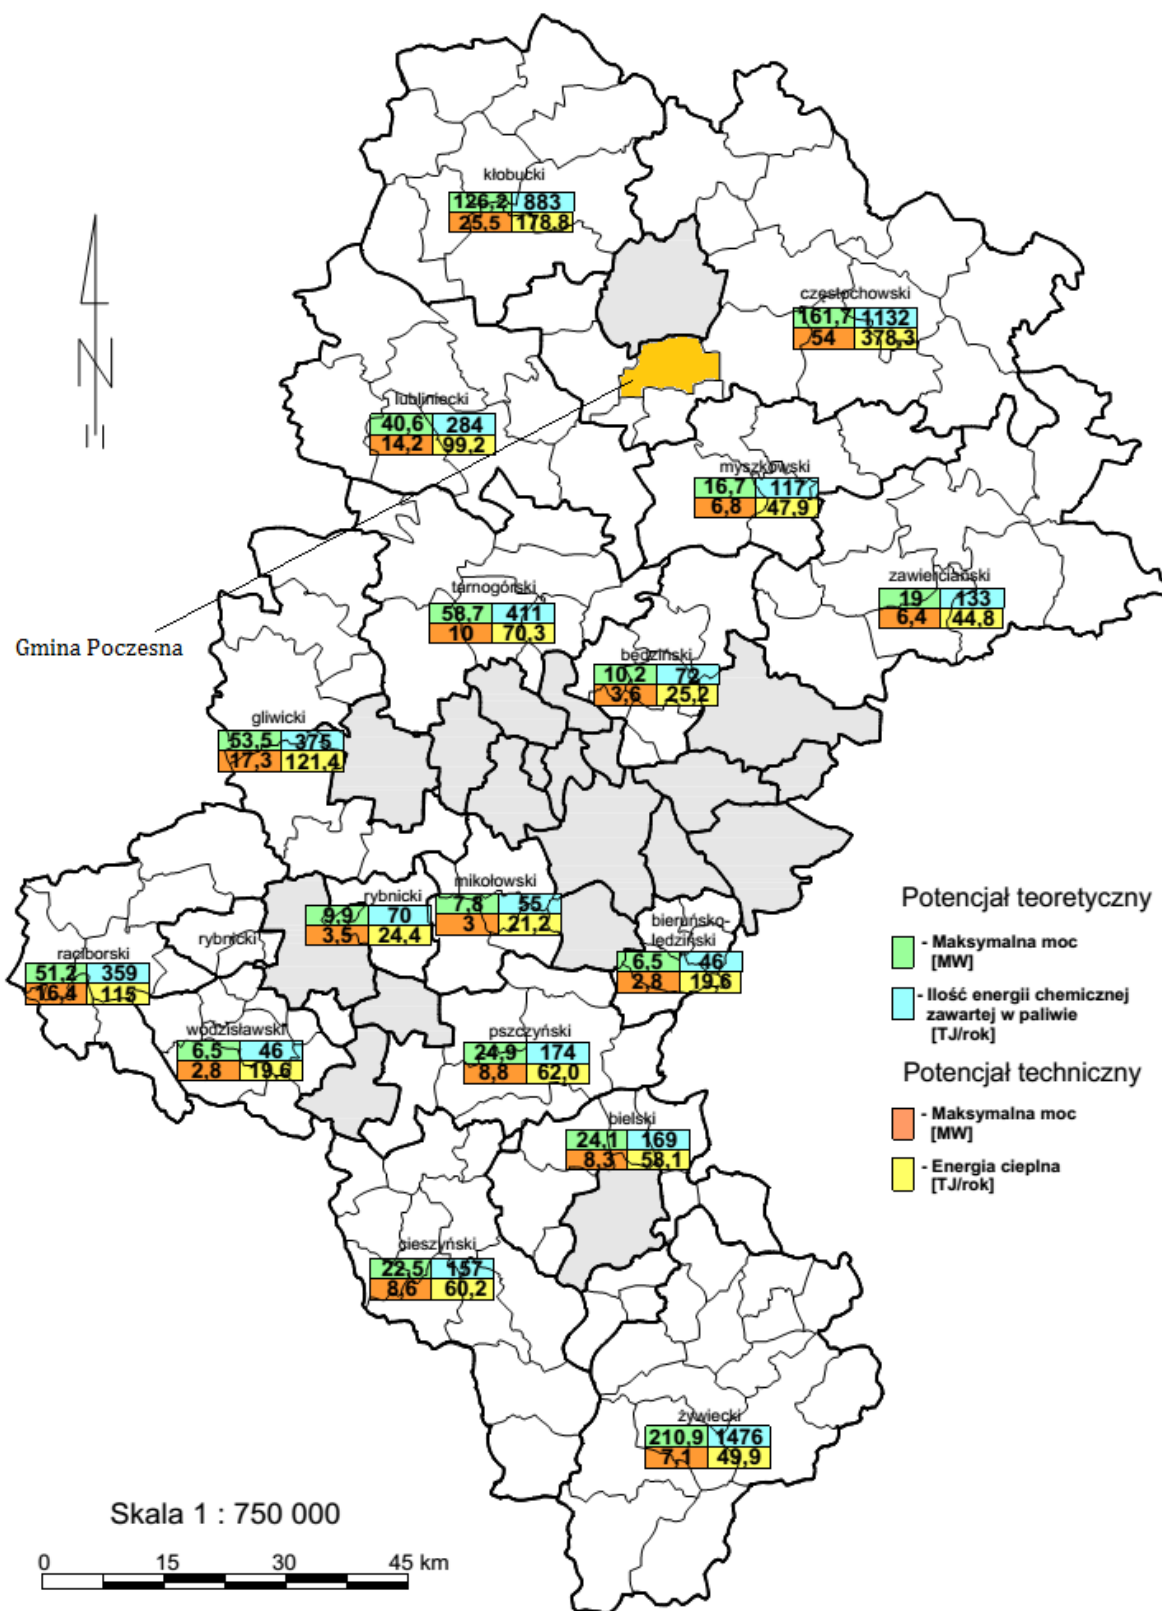 kłobucki
126,2 883
25,5 178,8
częstochowski
161,7 1132
54 378,3
lubliniecki
40,6 284
14,2 99,2
myszkowski
16,7 117
6,8 47,9
zawierciański
19 133
6,4 44,8
tarnogórski
58,7 411
10 70,3
Gmina Poczesna
będziński
10,2 72
3,6 25,2
gliwicki
53,5 375
17,3 121,4
mikołowski
7,8 55
3 21,2
rybnicki
9,9 70
3,5 24,4
bieruńsko-
lędziński
6,5 46
2,8 19,6
rybnicki
raciborski
51,2 359
16,4 115
wodzisławski
6,5 46
2,8 19,6
pszczyński
24,9 174
8,8 62,0
bielski
24,1 169
8,3 58,1
cieszyński
22,5 157
8,6 60,2
żywiecki
210,9 1476
7,1 49,9
Potencjał teoretyczny
- Maksymalna moc
[MW]
- Ilość energii chemicznej
zawartej w paliwie
[TJ/rok]
Potencjał techniczny
- Maksymalna moc
[MW]
- Energia cieplna
[TJ/rok]
Skala 1 : 750 000
0 15 30 45 km